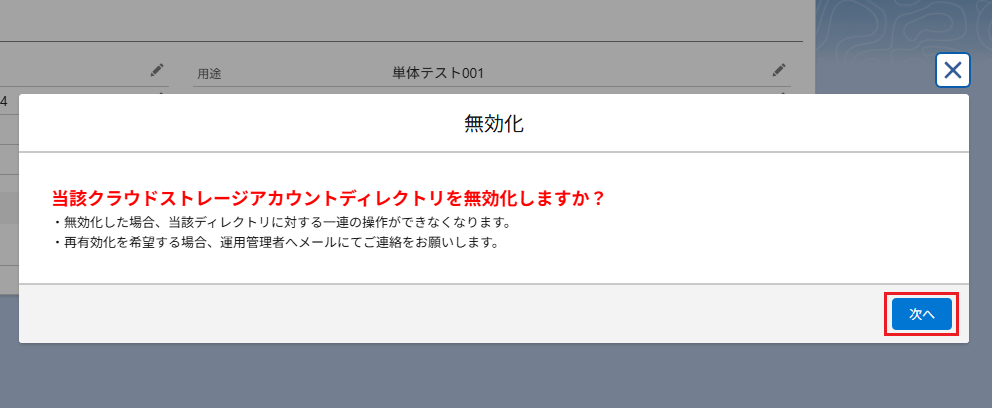 用途 単体テスト001
4
無効化
当該クラウドストレージアカウントディレクトリを無効化しますか？
・無効化した場合、当該ディレクトリに対する一連の操作ができなくなります。
・再有効化を希望する場合、運用管理者へメールにてご連絡をお願いします。
次へ